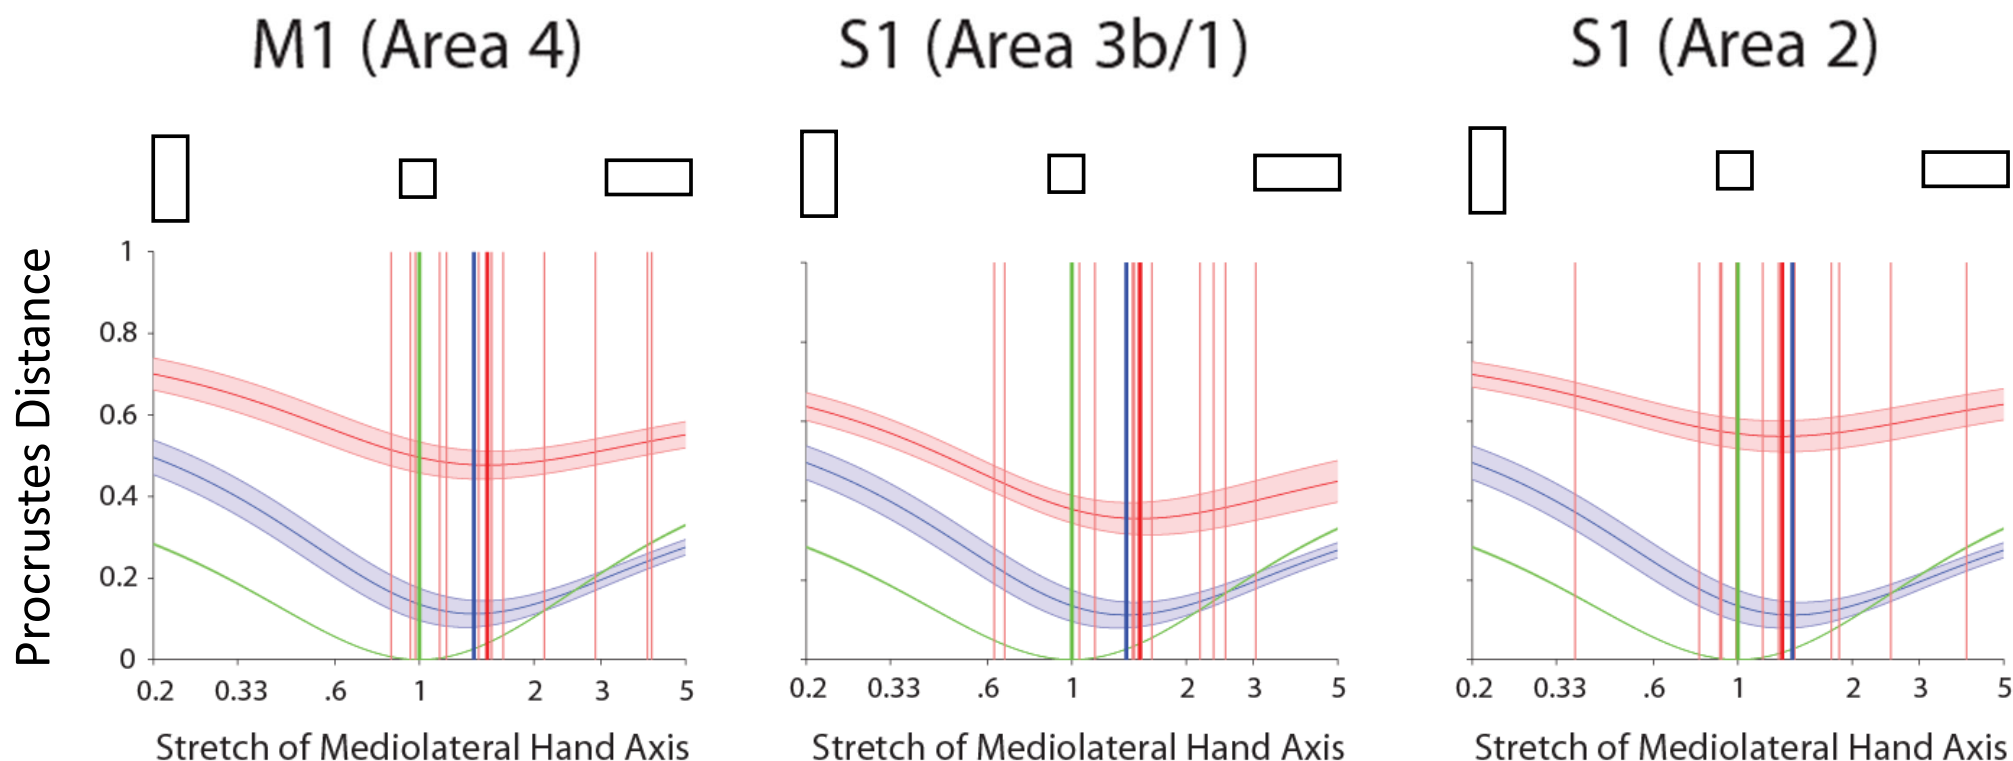 M1 (Area 4)
S1 (Area 3b/1)
S1 (Area 2)
Procrustes Distance
1
0.8
0.6
0.4
0.2
0
0.2 0.33 .6 1 2 3 5
0.2 0.33 .6 1 2 3 5
0.2 0.33 .6 1 2 3 5
Stretch of Mediolateral Hand Axis
Stretch of Mediolateral Hand Axis
Stretch of Mediolateral Hand Axis